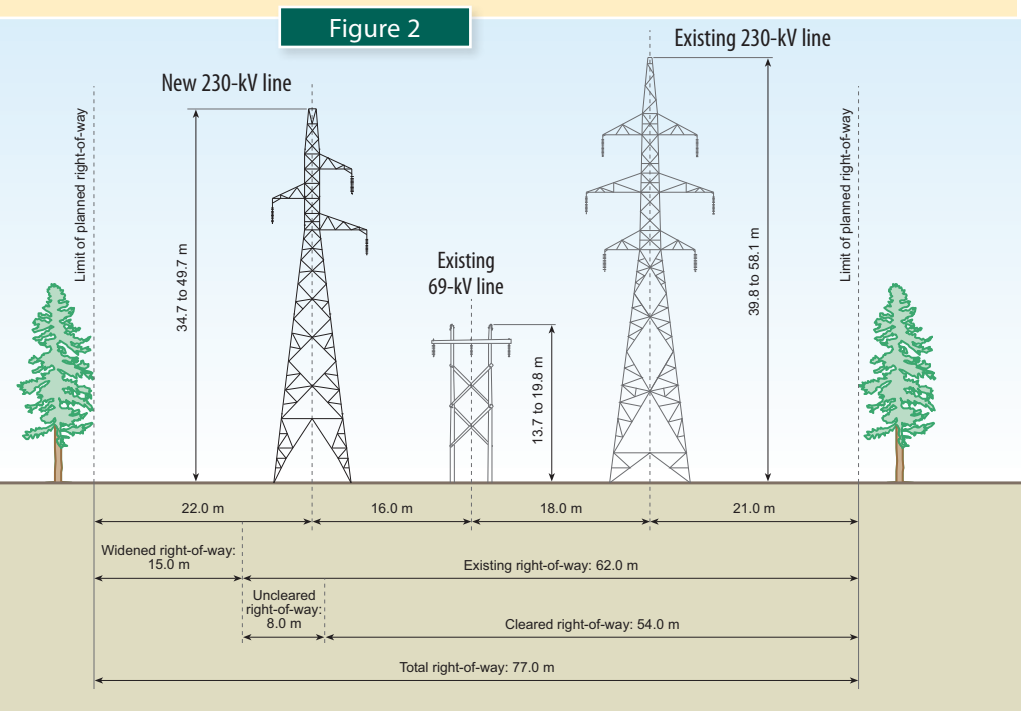 Figure 2
Existing 230-kV line
New 230-kV line
Limit of planned right-of-way
Limit of planned right-of-way
34.7 to 49.7 m
Existing
69-kV line
39.8 to 58.1 m
13.7 to 19.8 m
22.0 m
16.0 m
18.0 m
21.0 m
Widened right-of-way:
15.0 m
Existing right-of-way: 62.0 m
Uncleared
right-of-way:
8.0 m
Cleared right-of-way: 54.0 m
Total right-of-way: 77.0 m